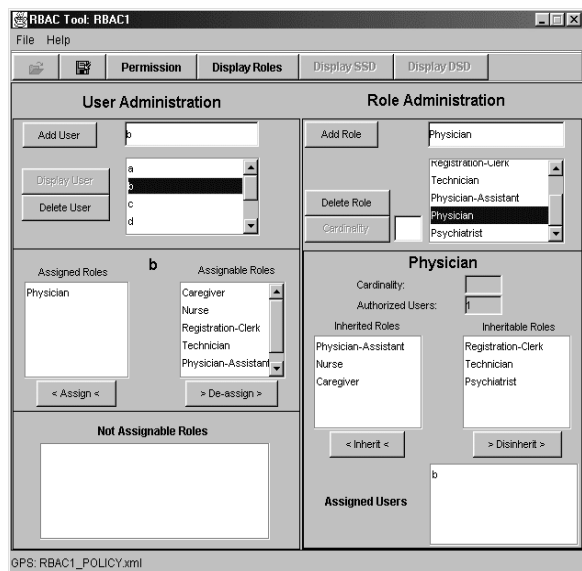 RBAC Tool: RBAC1
File Help
Permission Display Roles Display SSD Display DSD
User Administration
Add User b
Display User
Delete User
a
b
c
d
Assigned Roles b Assignable Roles
Physician
Caregiver
Nurse
Registration-Clerk
Technician
Physician-Assistant
< Assign < > De-assign >
Not Assignable Roles
Role Administration
Add Role Physician
Delete Role
Cardinality
Registration-Clerk
Technician
Physician-Assistant
Physician
Psychiatrist
Physician
Cardinality:
Authorized Users: 1
Inherited Roles Inheritable Roles
Physician-Assistant
Nurse
Caregiver
Registration-Clerk
Technician
Psychiatrist
< Inherit < > Disinherit >
Assigned Users b
GPS: RBAC1_POLICY.xml